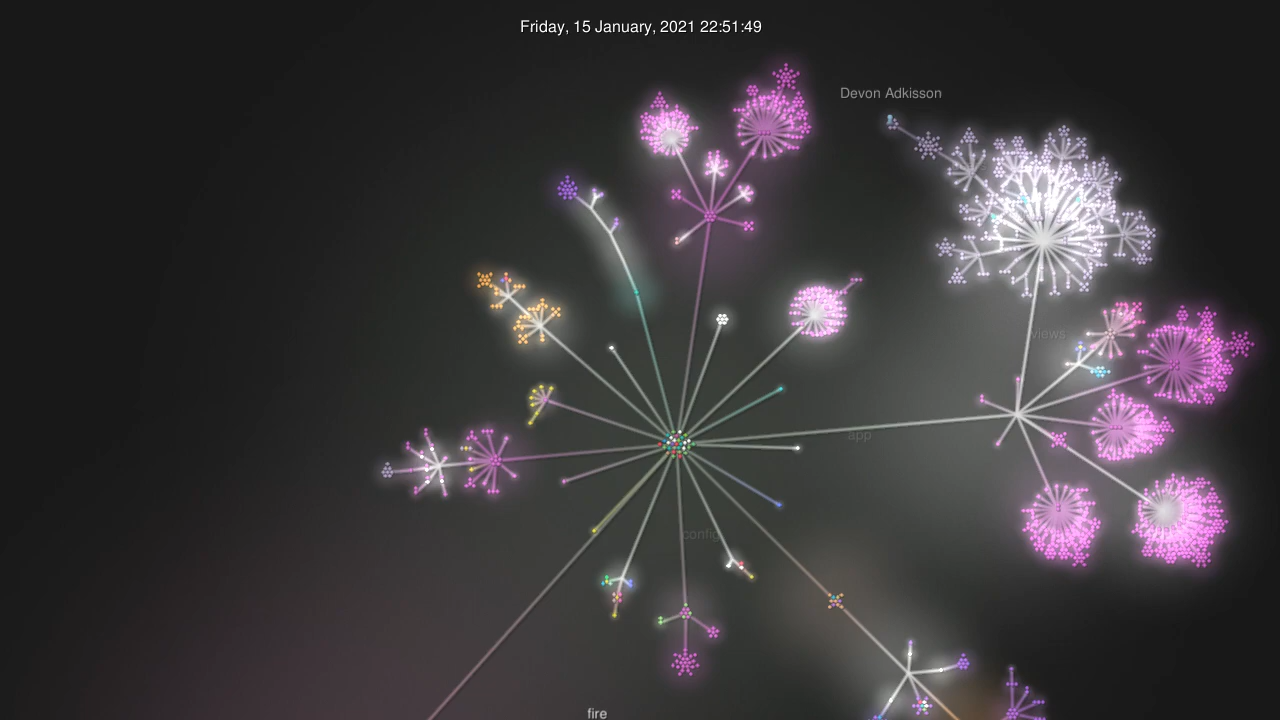 Friday, 15 January, 2021 22:51:49
Devon Adkisson
views
app
config
fire